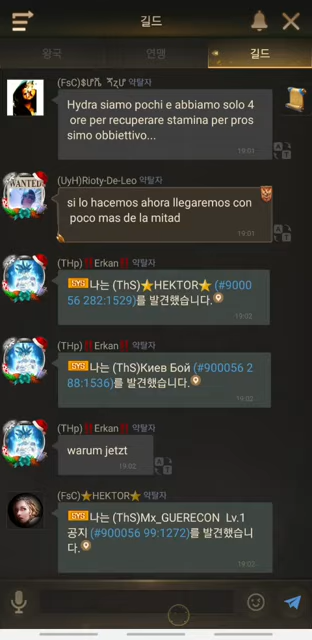 길드
왕국
연맹
길드
약탈자
Hydra siamo pochi e abbiamo solo 4
ore per recuperare stamina per pros
simo obbiettivo...
19:01
WANTED
(UyH)Rioty-De-Leo 약탈자
si lo hacemos ahora llegaremos con
poco mas de la mitad
19:01
(THp)‼️Erkan‼️ 약탈자
SYS 나는 (ThS)⭐HEKTOR⭐ (#9000
56 282:1529)를 발견했습니다.
19:02
(THp)‼️Erkan‼️ 약탈자
SYS 나는 (ThS)Киев Бой (#900056 2
88:1536)를 발견했습니다.
19:02
(THp)‼️Erkan‼️ 약탈자
warum jetzt
19:02
(FsC)⭐HEKTOR⭐ 약탈자
SYS 나는 (ThS)Mx_GUERECON Lv.1
공지 (#900056 99:1272)를 발견했습니
다.